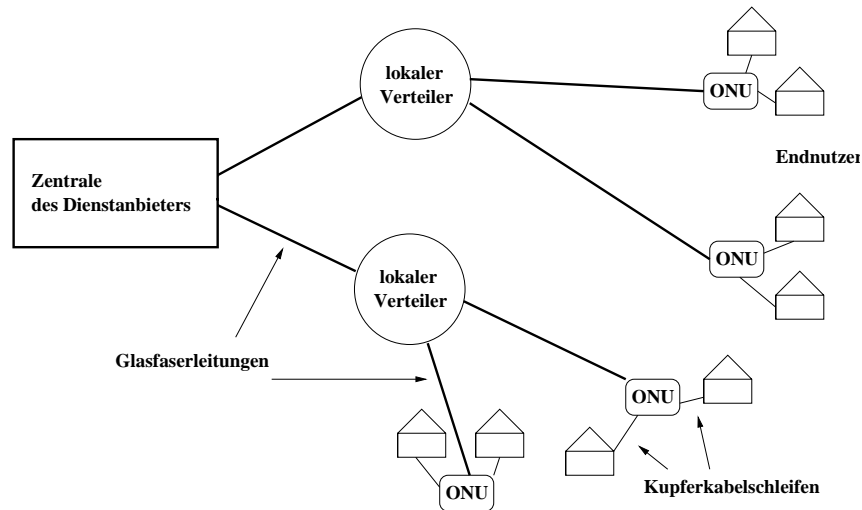 lokaler
Verteiler
ONU
Endnutzer
Zentrale
des Dienstanbieters
ONU
lokaler
Verteiler
Glasfaserleitungen
ONU
ONU
Kupferkabelschleifen